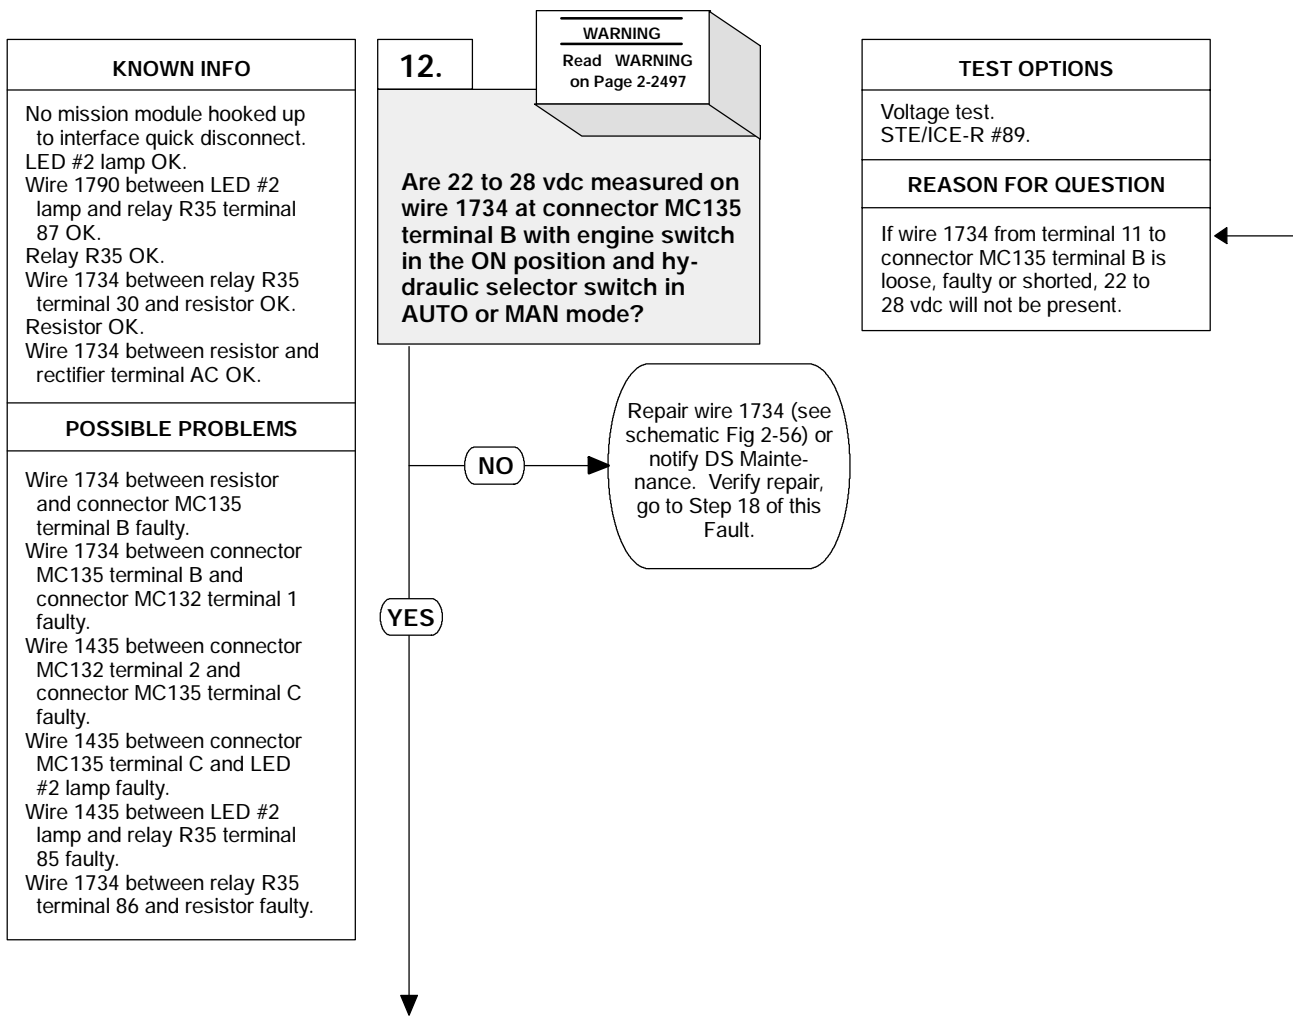 KNOWN INFO
No mission module hooked up
to interface quick disconnect.
LED #2 lamp OK.
Wire 1790 between LED #2
lamp and relay R35 terminal
87 OK.
Relay R35 OK.
Wire 1734 between relay R35
terminal 30 and resistor OK.
Resistor OK.
Wire 1734 between resistor and
rectifier terminal AC OK.
POSSIBLE PROBLEMS
Wire 1734 between resistor
and connector MC135
terminal B faulty.
Wire 1734 between connector
MC135 terminal B and
connector MC132 terminal 1
faulty.
Wire 1435 between connector
MC132 terminal 2 and
connector MC135 terminal C
faulty.
Wire 1435 between connector
MC135 terminal C and LED
#2 lamp faulty.
Wire 1435 between LED #2
lamp and relay R35 terminal
85 faulty.
Wire 1734 between relay R35
terminal 86 and resistor faulty.
12.
WARNING
Read WARNING
on Page 2-2497
Are 22 to 28 vdc measured on
wire 1734 at connector MC135
terminal B with engine switch
in the ON position and hy-
draulic selector switch in
AUTO or MAN mode?
NO
Repair wire 1734 (see
schematic Fig 2-56) or
notify DS Mainte-
nance. Verify repair,
go to Step 18 of this
Fault.
YES
TEST OPTIONS
Voltage test.
STE/ICE-R #89.
REASON FOR QUESTION
If wire 1734 from terminal 11 to
connector MC135 terminal B is
loose, faulty or shorted, 22 to
28 vdc will not be present.